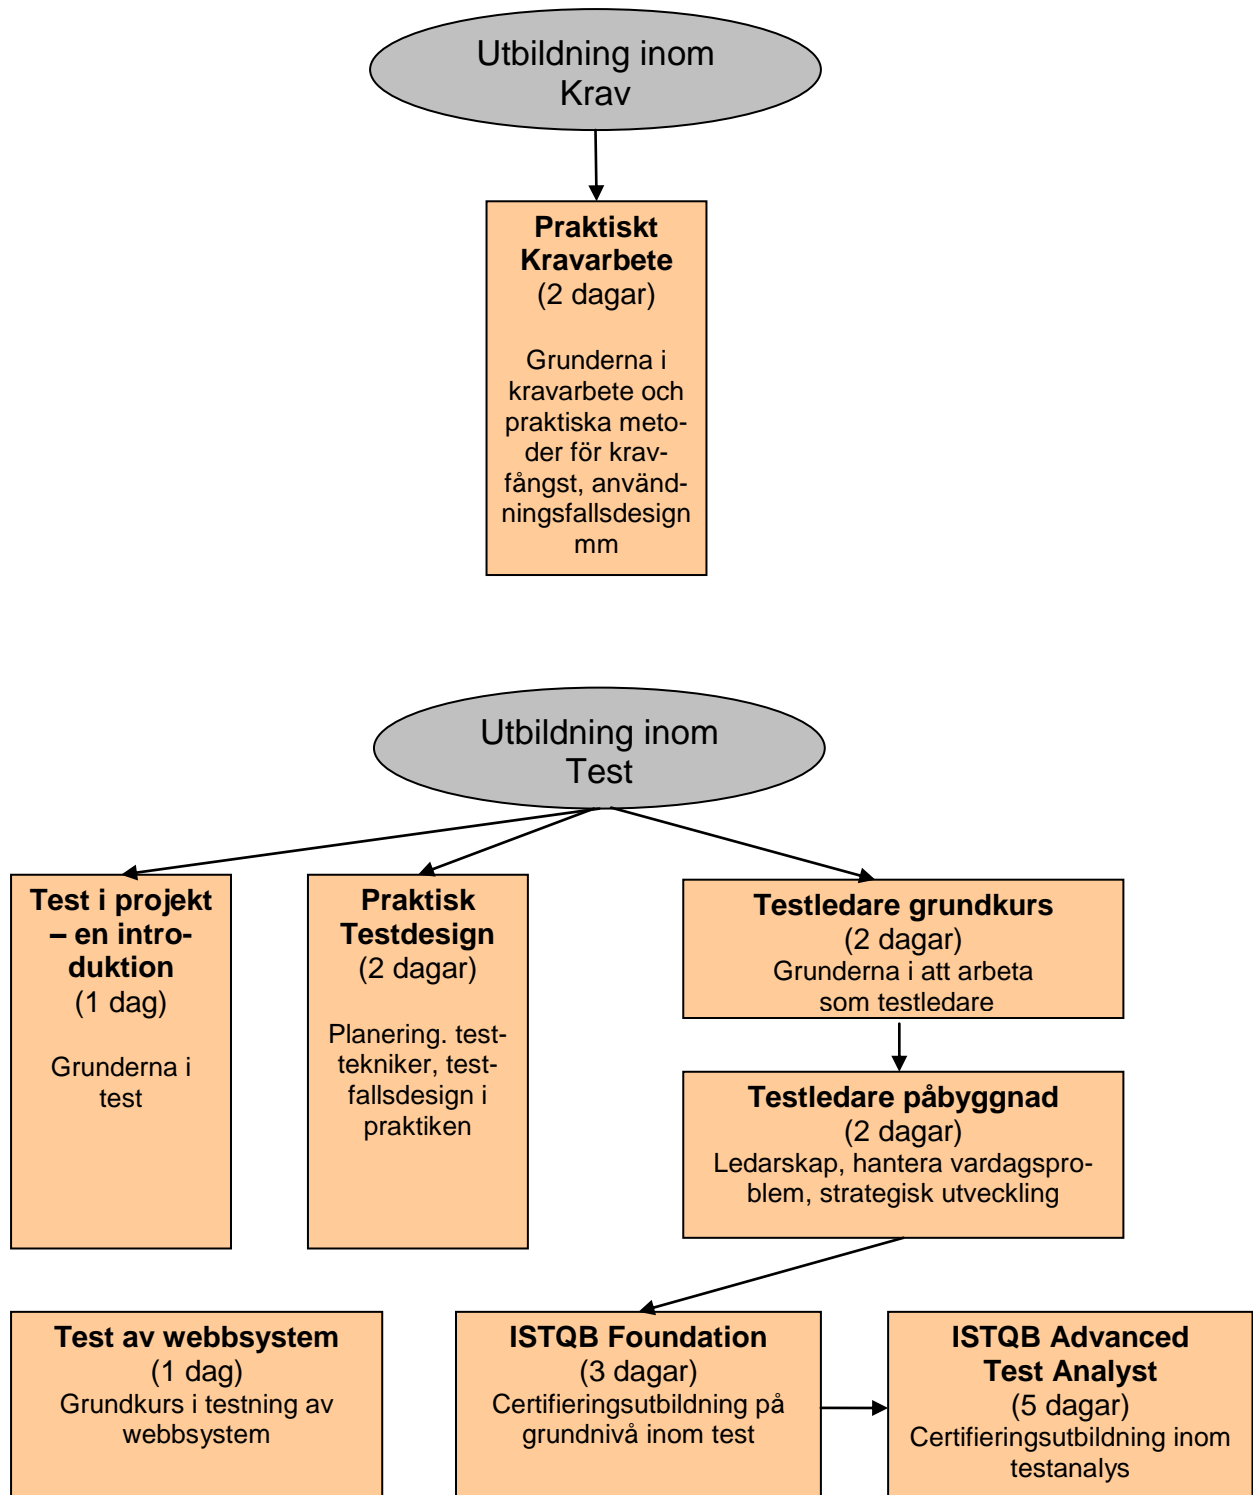 Utbildning inom
Krav
Praktiskt
Kravarbete
(2 dagar)
Grunderna i
kravarbete och
praktiska meto-
der för krav-
fångst, använd-
ningsfallsdesign
mm
Utbildning inom
Test
Test i projekt
– en intro-
duktion
(1 dag)
Grunderna i
test
Praktisk
Testdesign
(2 dagar)
Planering. test-
tekniker, test-
fallsdesign i
praktiken
Testledare grundkurs
(2 dagar)
Grunderna i att arbeta
som testledare
Testledare påbyggnad
(2 dagar)
Ledarskap, hantera vardagspro-
blem, strategisk utveckling
Test av webbsystem
(1 dag)
Grundkurs i testning av
webbsystem
ISTQB Foundation
(3 dagar)
Certifieringsutbildning på
grundnivå inom test
ISTQB Advanced
Test Analyst
(5 dagar)
Certifieringsutbildning inom
testanalys